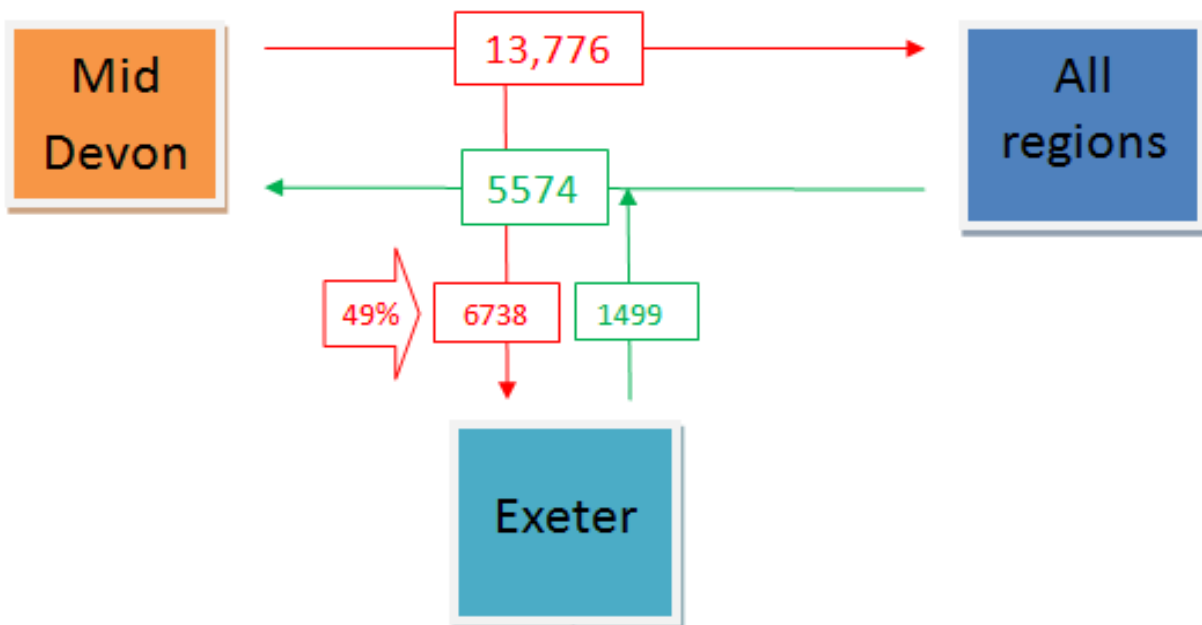 Mid
Devon
13,776
All
regions
5574
49%
6738
1499
Exeter